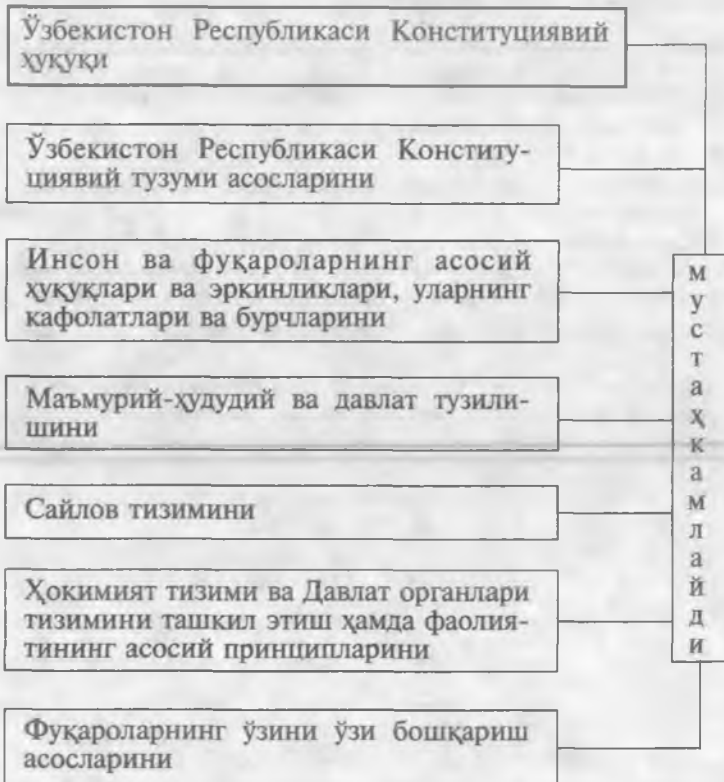 Ўзбекистон Республикаси Конституциявий
ҳуқуқи
Ўзбекистон Республикаси Конститу-
циявий тузуми асосларини
Инсон ва фуқароларнинг асосий
ҳуқуқлари ва эркинликлари, уларнинг
кафолатлари ва бурчларини
Маъмурий-ҳудудий ва давлат тузили-
шини
Сайлов тизимини
Ҳокимият тизими ва Давлат органлари
тизимини ташкил этиш ҳамда фаолия-
тининг асосий принципларини
Фуқароларнинг ўзини ўзи бошқариш
асосларини
мустаҳкамлайди